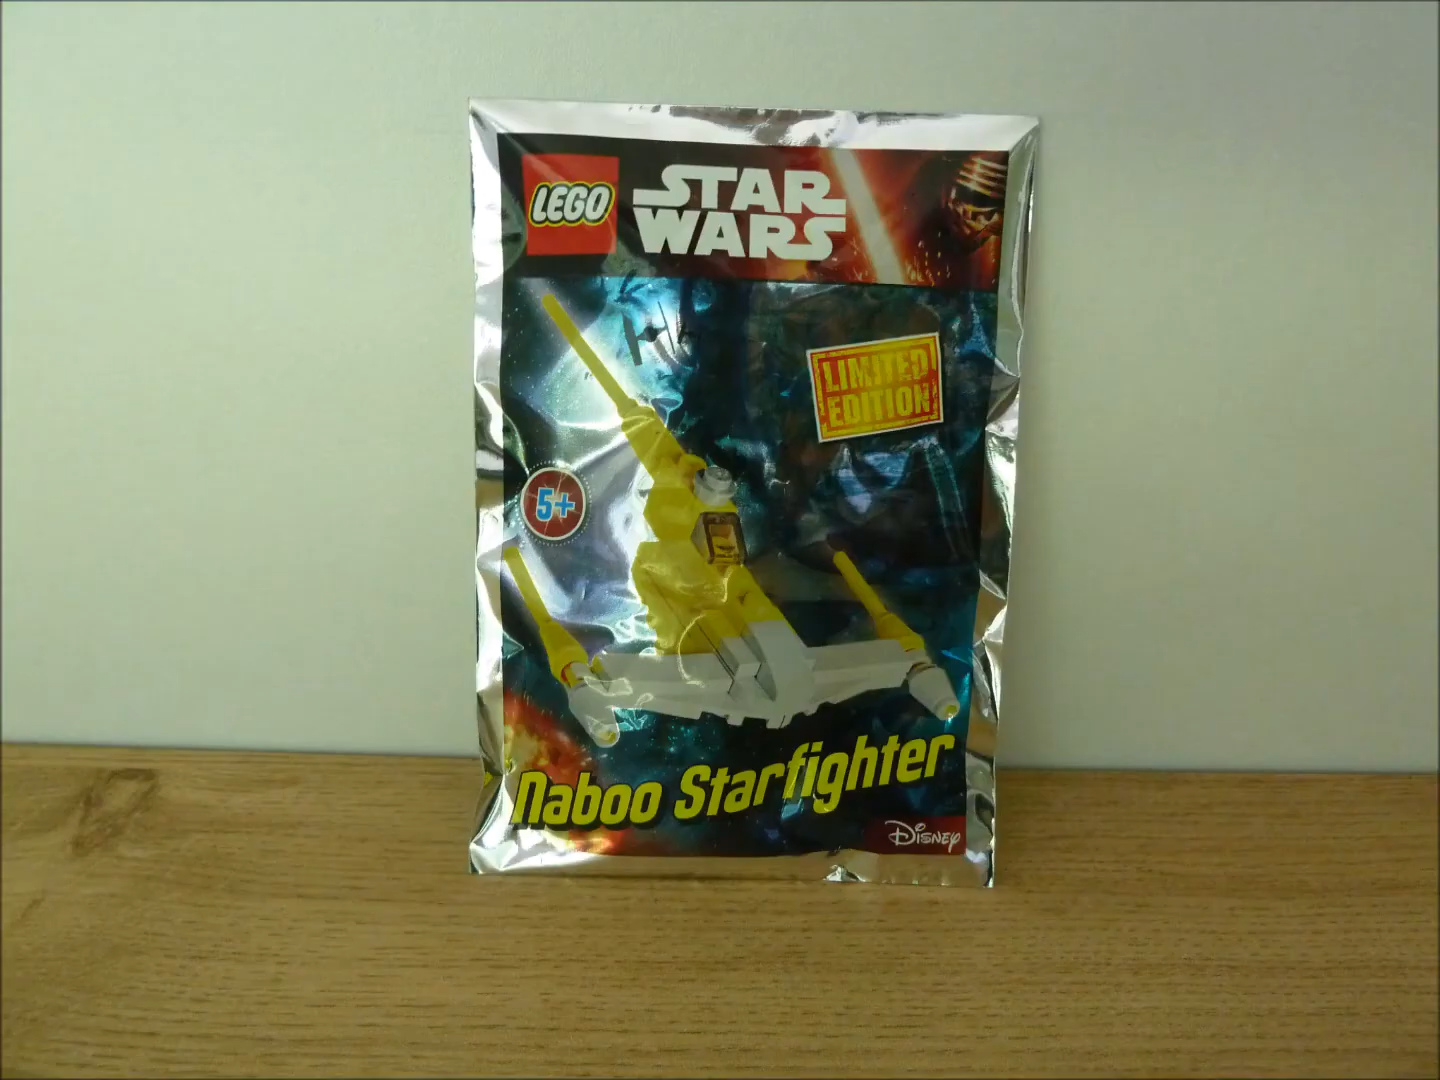 LEGO
STAR
WARS
LIMITED
EDITION
5+
Naboo Starfighter
Disney